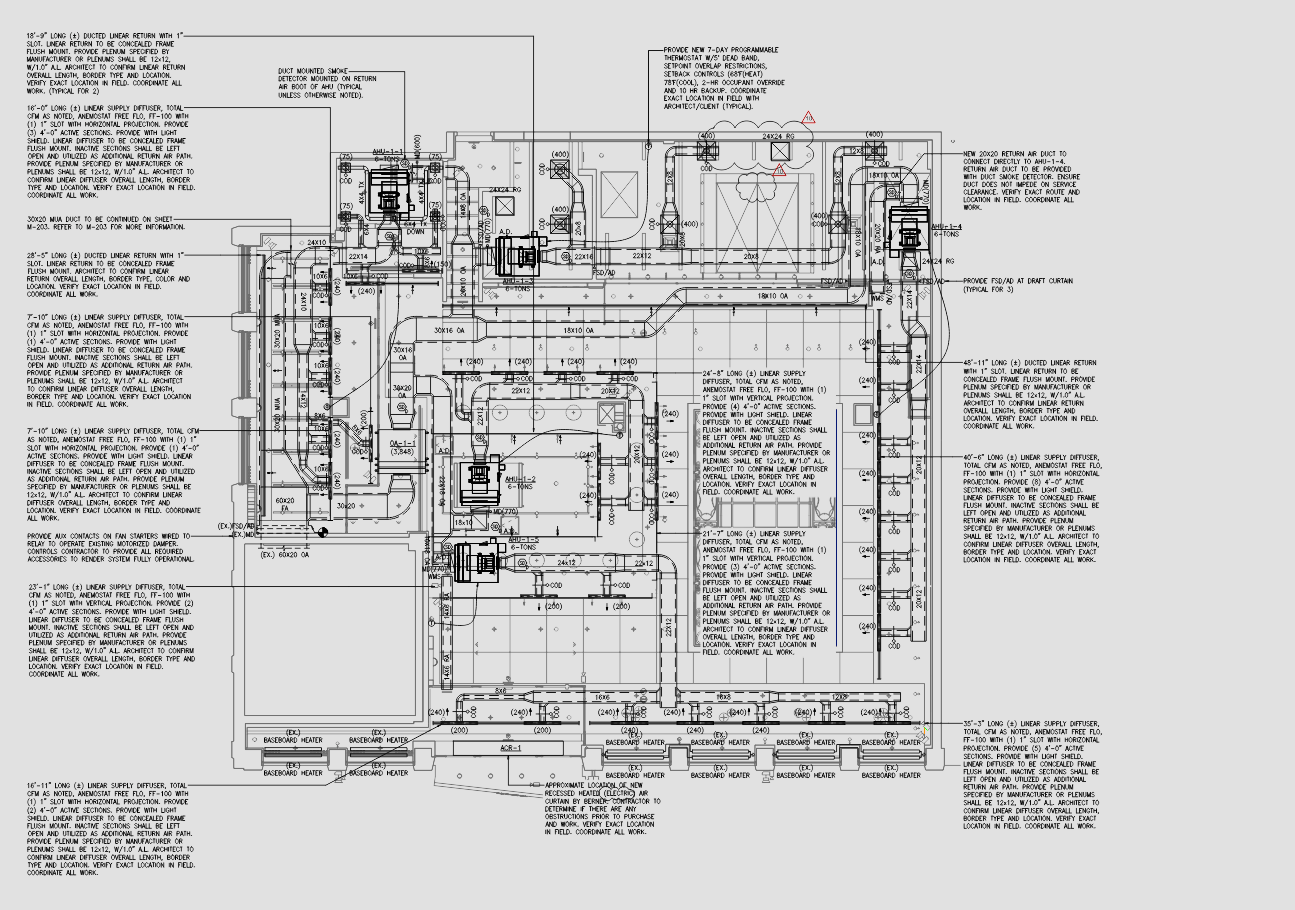 18'-9" LONG (±) DUCTED LINEAR RETURN WITH 1"
SLOT. LINEAR RETURN TO BE CONCEALED FRAME
FLUSH MOUNT. PROVIDE PLENUM SPECIFIED BY
MANUFACTURER OR PLENUMS SHALL BE 12x12,
W/1.0" A.L. ARCHITECT TO CONFIRM LINEAR RETURN
OVERALL LENGTH, BORDER TYPE AND LOCATION.
VERIFY EXACT LOCATION IN FIELD. COORDINATE ALL
WORK. (TYPICAL FOR 2)
16'-0" LONG (±) LINEAR SUPPLY DIFFUSER, TOTAL
CFM AS NOTED, ANEMOSTAT FREE FLO, FF-100 WITH
(1) 1" SLOT WITH HORIZONTAL PROJECTION. PROVIDE
(3) 4'-0" ACTIVE SECTIONS. PROVIDE WITH LIGHT
SHIELD. LINEAR DIFFUSER TO BE CONCEALED FRAME
FLUSH MOUNT. INACTIVE SECTIONS SHALL BE LEFT
OPEN AND UTILIZED AS ADDITIONAL RETURN AIR PATH.
PROVIDE PLENUM SPECIFIED BY MANUFACTURER OR
PLENUMS SHALL BE 12x12, W/1.0" A.L. ARCHITECT TO
CONFIRM LINEAR DIFFUSER OVERALL LENGTH, BORDER
TYPE AND LOCATION. VERIFY EXACT LOCATION IN FIELD.
COORDINATE ALL WORK.
30X20 MUA DUCT TO BE CONTINUED ON SHEET
M-203. REFER TO M-203 FOR MORE INFORMATION.
28'-5" LONG (±) DUCTED LINEAR RETURN WITH 1"
SLOT. LINEAR RETURN TO BE CONCEALED FRAME
FLUSH MOUNT. ARCHITECT TO CONFIRM LINEAR
RETURN OVERALL LENGTH, BORDER TYPE, COLOR AND
LOCATION. VERIFY EXACT LOCATION IN FIELD.
COORDINATE ALL WORK.
7'-10" LONG (±) LINEAR SUPPLY DIFFUSER, TOTAL
CFM AS NOTED, ANEMOSTAT FREE FLO, FF-100 WITH
(1) 1" SLOT WITH HORIZONTAL PROJECTION. PROVIDE
(1) 4'-0" ACTIVE SECTIONS. PROVIDE WITH LIGHT
SHIELD. LINEAR DIFFUSER TO BE CONCEALED FRAME
FLUSH MOUNT. INACTIVE SECTIONS SHALL BE LEFT
OPEN AND UTILIZED AS ADDITIONAL RETURN AIR PATH.
PROVIDE PLENUM SPECIFIED BY MANUFACTURER OR
PLENUMS SHALL BE 12x12, W/1.0" A.L. ARCHITECT
TO CONFIRM LINEAR DIFFUSER OVERALL LENGTH,
BORDER TYPE AND LOCATION. VERIFY EXACT LOCATION
IN FIELD. COORDINATE ALL WORK.
7'-10" LONG (±) LINEAR SUPPLY DIFFUSER, TOTAL CFM
AS NOTED, ANEMOSTAT FREE FLO, FF-100 WITH (1) 1"
SLOT WITH HORIZONTAL PROJECTION. PROVIDE (1) 4'-0"
ACTIVE SECTIONS. PROVIDE WITH LIGHT SHIELD. LINEAR
DIFFUSER TO BE CONCEALED FRAME FLUSH MOUNT.
INACTIVE SECTIONS SHALL BE LEFT OPEN AND UTILIZED
AS ADDITIONAL RETURN AIR PATH. PROVIDE PLENUM
SPECIFIED BY MANUFACTURER OR PLENUMS SHALL BE
12x12, W/1.0" A.L. ARCHITECT TO CONFIRM LINEAR
DIFFUSER OVERALL LENGTH, BORDER TYPE AND
LOCATION. VERIFY EXACT LOCATION IN FIELD. COORDINATE
ALL WORK.
PROVIDE AUX CONTACTS ON FAN STARTERS WIRED TO
RELAY TO OPERATE EXISTING MOTORIZED DAMPER.
CONTROLS CONTRACTOR TO PROVIDE ALL REQUIRED
ACCESSORIES TO RENDER SYSTEM FULLY OPERATIONAL.
23'-1" LONG (±) LINEAR SUPPLY DIFFUSER, TOTAL
CFM AS NOTED, ANEMOSTAT FREE FLO, FF-100 WITH
(1) 1" SLOT WITH VERTICAL PROJECTION. PROVIDE (2)
4'-0" ACTIVE SECTIONS. PROVIDE WITH LIGHT SHIELD.
LINEAR DIFFUSER TO BE CONCEALED FRAME FLUSH
MOUNT. INACTIVE SECTIONS SHALL BE LEFT OPEN AND
UTILIZED AS ADDITIONAL RETURN AIR PATH. PROVIDE
PLENUM SPECIFIED BY MANUFACTURER OR PLENUMS
SHALL BE 12x12, W/1.0" A.L. ARCHITECT TO CONFIRM
LINEAR DIFFUSER OVERALL LENGTH, BORDER TYPE AND
LOCATION. VERIFY EXACT LOCATION IN FIELD.
COORDINATE ALL WORK.
16'-11" LONG (±) LINEAR SUPPLY DIFFUSER, TOTAL
CFM AS NOTED, ANEMOSTAT FREE FLO, FF-100 WITH
(1) 1" SLOT WITH HORIZONTAL PROJECTION. PROVIDE
(2) 4'-0" ACTIVE SECTIONS. PROVIDE WITH LIGHT
SHIELD. LINEAR DIFFUSER TO BE CONCEALED FRAME
FLUSH MOUNT. INACTIVE SECTIONS SHALL BE LEFT
OPEN AND UTILIZED AS ADDITIONAL RETURN AIR PATH.
PROVIDE PLENUM SPECIFIED BY MANUFACTURER OR
PLENUMS SHALL BE 12x12, W/1.0" A.L. ARCHITECT TO
CONFIRM LINEAR DIFFUSER OVERALL LENGTH, BORDER
TYPE AND LOCATION. VERIFY EXACT LOCATION IN FIELD.
COORDINATE ALL WORK.
DUCT MOUNTED SMOKE
DETECTOR MOUNTED ON RETURN
AIR BOOT OF AHU (TYPICAL
UNLESS OTHERWISE NOTED).
PROVIDE NEW 7-DAY PROGRAMMABLE
THERMOSTAT W/5' DEAD BAND,
SETPOINT OVERLAP RESTRICTIONS,
SETBACK CONTROLS (68°F(HEAT)
78°F(COOL), 2-HR OCCUPANT OVERRIDE
AND 10 HR BACKUP. COORDINATE
EXACT LOCATION IN FIELD WITH
ARCHITECT/CLIENT (TYPICAL).
NEW 20X20 RETURN AIR DUCT TO
CONNECT DIRECTLY TO AHU-1-4.
RETURN AIR DUCT TO BE PROVIDED
WITH DUCT SMOKE DETECTOR. ENSURE
DUCT DOES NOT IMPEDE ON SERVICE
CLEARANCE. VERIFY EXACT ROUTE AND
LOCATION IN FIELD. COORDINATE ALL
WORK.
PROVIDE FSD/AD AT DRAFT CURTAIN
(TYPICAL FOR 3)
48'-11" LONG (±) DUCTED LINEAR RETURN
WITH 1" SLOT. LINEAR RETURN TO BE
CONCEALED FRAME FLUSH MOUNT. PROVIDE
PLENUM SPECIFIED BY MANUFACTURER OR
PLENUMS SHALL BE 12x12, W/1.0" A.L.
ARCHITECT TO CONFIRM LINEAR RETURN
OVERALL LENGTH, BORDER TYPE AND
LOCATION. VERIFY EXACT LOCATION IN
FIELD. COORDINATE ALL WORK.
40'-6" LONG (±) LINEAR SUPPLY DIFFUSER,
TOTAL CFM AS NOTED, ANEMOSTAT FREE FLO,
FF-100 WITH (1) 1" SLOT WITH HORIZONTAL
PROJECTION. PROVIDE (8) 4'-0" ACTIVE
SECTIONS. PROVIDE WITH LIGHT SHIELD.
LINEAR DIFFUSER TO BE CONCEALED FRAME
FLUSH MOUNT. INACTIVE SECTIONS SHALL BE
LEFT OPEN AND UTILIZED AS ADDITIONAL
RETURN AIR PATH. PROVIDE PLENUM
SPECIFIED BY MANUFACTURER OR PLENUMS
SHALL BE 12x12, W/1.0" A.L. ARCHITECT TO
CONFIRM LINEAR DIFFUSER OVERALL LENGTH,
BORDER TYPE AND LOCATION. VERIFY EXACT
LOCATION IN FIELD. COORDINATE ALL WORK.
35'-3" LONG (±) LINEAR SUPPLY DIFFUSER,
TOTAL CFM AS NOTED, ANEMOSTAT FREE FLO,
FF-100 WITH (1) 1" SLOT WITH HORIZONTAL
PROJECTION. PROVIDE (5) 4'-0" ACTIVE
SECTIONS. PROVIDE WITH LIGHT SHIELD.
LINEAR DIFFUSER TO BE CONCEALED FRAME
FLUSH MOUNT. INACTIVE SECTIONS SHALL BE
LEFT OPEN AND UTILIZED AS ADDITIONAL
RETURN AIR PATH. PROVIDE PLENUM
SPECIFIED BY MANUFACTURER OR PLENUMS
SHALL BE 12x12, W/1.0" A.L. ARCHITECT TO
CONFIRM LINEAR DIFFUSER OVERALL LENGTH,
BORDER TYPE AND LOCATION. VERIFY EXACT
LOCATION IN FIELD. COORDINATE ALL WORK.
24'-8" LONG (±) LINEAR SUPPLY
DIFFUSER, TOTAL CFM AS NOTED,
ANEMOSTAT FREE FLO, FF-100 WITH (1)
1" SLOT WITH VERTICAL PROJECTION.
PROVIDE (4) 4'-0" ACTIVE SECTIONS.
PROVIDE WITH LIGHT SHIELD. LINEAR
DIFFUSER TO BE CONCEALED FRAME
FLUSH MOUNT. INACTIVE SECTIONS SHALL
BE LEFT OPEN AND UTILIZED AS
ADDITIONAL RETURN AIR PATH. PROVIDE
PLENUM SPECIFIED BY MANUFACTURER OR
PLENUMS SHALL BE 12x12, W/1.0" A.L.
ARCHITECT TO CONFIRM LINEAR DIFFUSER
OVERALL LENGTH, BORDER TYPE AND
LOCATION. VERIFY EXACT LOCATION IN
FIELD. COORDINATE ALL WORK.
21'-7" LONG (±) LINEAR SUPPLY
DIFFUSER, TOTAL CFM AS NOTED,
ANEMOSTAT FREE FLO, FF-100 WITH (1)
1" SLOT WITH VERTICAL PROJECTION.
PROVIDE (3) 4'-0" ACTIVE SECTIONS.
PROVIDE WITH LIGHT SHIELD. LINEAR
DIFFUSER TO BE CONCEALED FRAME
FLUSH MOUNT. INACTIVE SECTIONS SHALL
BE LEFT OPEN AND UTILIZED AS
ADDITIONAL RETURN AIR PATH. PROVIDE
PLENUM SPECIFIED BY MANUFACTURER OR
PLENUMS SHALL BE 12x12, W/1.0" A.L.
ARCHITECT TO CONFIRM LINEAR DIFFUSER
OVERALL LENGTH, BORDER TYPE AND
LOCATION. VERIFY EXACT LOCATION IN
FIELD. COORDINATE ALL WORK.
APPROXIMATE LOCATION OF NEW
RECESSED HEATED (ELECTRIC) AIR
CURTAIN BY BERNER. CONTRACTOR TO
DETERMINE IF THERE ARE ANY
OBSTRUCTIONS PRIOR TO PURCHASE
AND WORK. VERIFY EXACT LOCATION
IN FIELD. COORDINATE ALL WORK.
AHU-1-1
6-TONS
AHU-1-3
6-TONS
AHU-1-4
6-TONS
AHU-1-2
6-TONS
AHU-1-5
6-TONS
OA-1-1
(3,848)
24X24 RG
24X24 RG
24x24 RG
18X10 OA
18X10 OA
18X10 OA
30X16 OA
30X16
OA
30X20
OA
24X10
22X14
22X16
22X12
20x8
FSD/AD
22X12
20X12
24x12
22x12
18x10
30x20
60X20
EA
(EX.)FSD/AD
(EX.)MD
(EX.) 60X20 OA
8X6
16X6
16X8
12X8
ACR-1
(EX.)
BASEBOARD HEATER
(EX.)
BASEBOARD HEATER
(EX.)
BASEBOARD HEATER
(EX.)
BASEBOARD HEATER
(EX.)
BASEBOARD HEATER
(EX.)
BASEBOARD HEATER
(EX.)
BASEBOARD HEATER
(EX.)
BASEBOARD HEATER
(EX.)
BASEBOARD HEATER
(EX.)
BASEBOARD HEATER
(EX.)
BASEBOARD HEATER
(EX.)
BASEBOARD HEATER